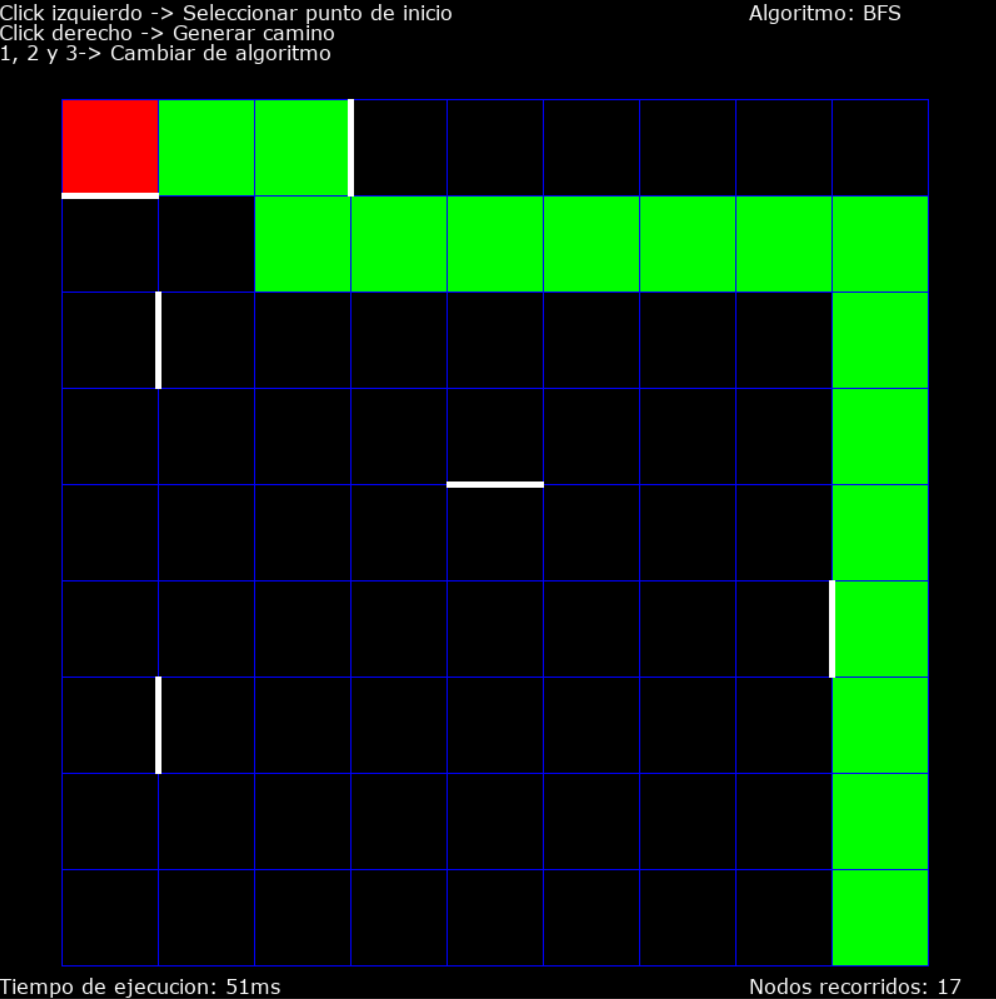 Click izquierdo -> Seleccionar punto de inicio
Algoritmo: BFS
Click derecho -> Generar camino
1, 2 y 3-> Cambiar de algoritmo
Tiempo de ejecucion: 51ms
Nodos recorridos: 17